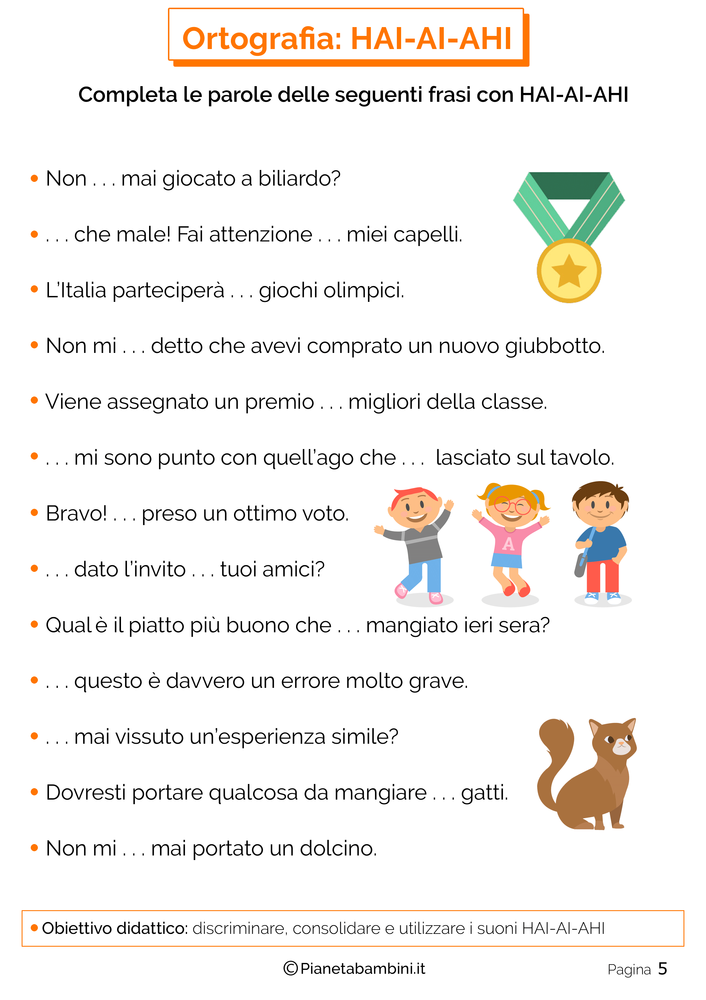 Ortografia: HAI-AI-AHI
Completa le parole delle seguenti frasi con HAI-AI-AHI
• Non . . . mai giocato a biliardo?
• . . . che male! Fai attenzione . . . miei capelli.
• L’Italia parteciperà . . . giochi olimpici.
• Non mi . . . detto che avevi comprato un nuovo giubbotto.
• Viene assegnato un premio . . . migliori della classe.
• . . . mi sono punto con quell’ago che . . . lasciato sul tavolo.
• Bravo! . . . preso un ottimo voto.
A
• . . . dato l’invito . . . tuoi amici?
• Qual è il piatto più buono che . . . mangiato ieri sera?
• . . . questo è davvero un errore molto grave.
• . . . mai vissuto un’esperienza simile?
• Dovresti portare qualcosa da mangiare . . . gatti.
• Non mi . . . mai portato un dolcino.
• Obiettivo didattico: discriminare, consolidare e utilizzare i suoni HAI-AI-AHI
© Pianetabambini.it
Pagina 5